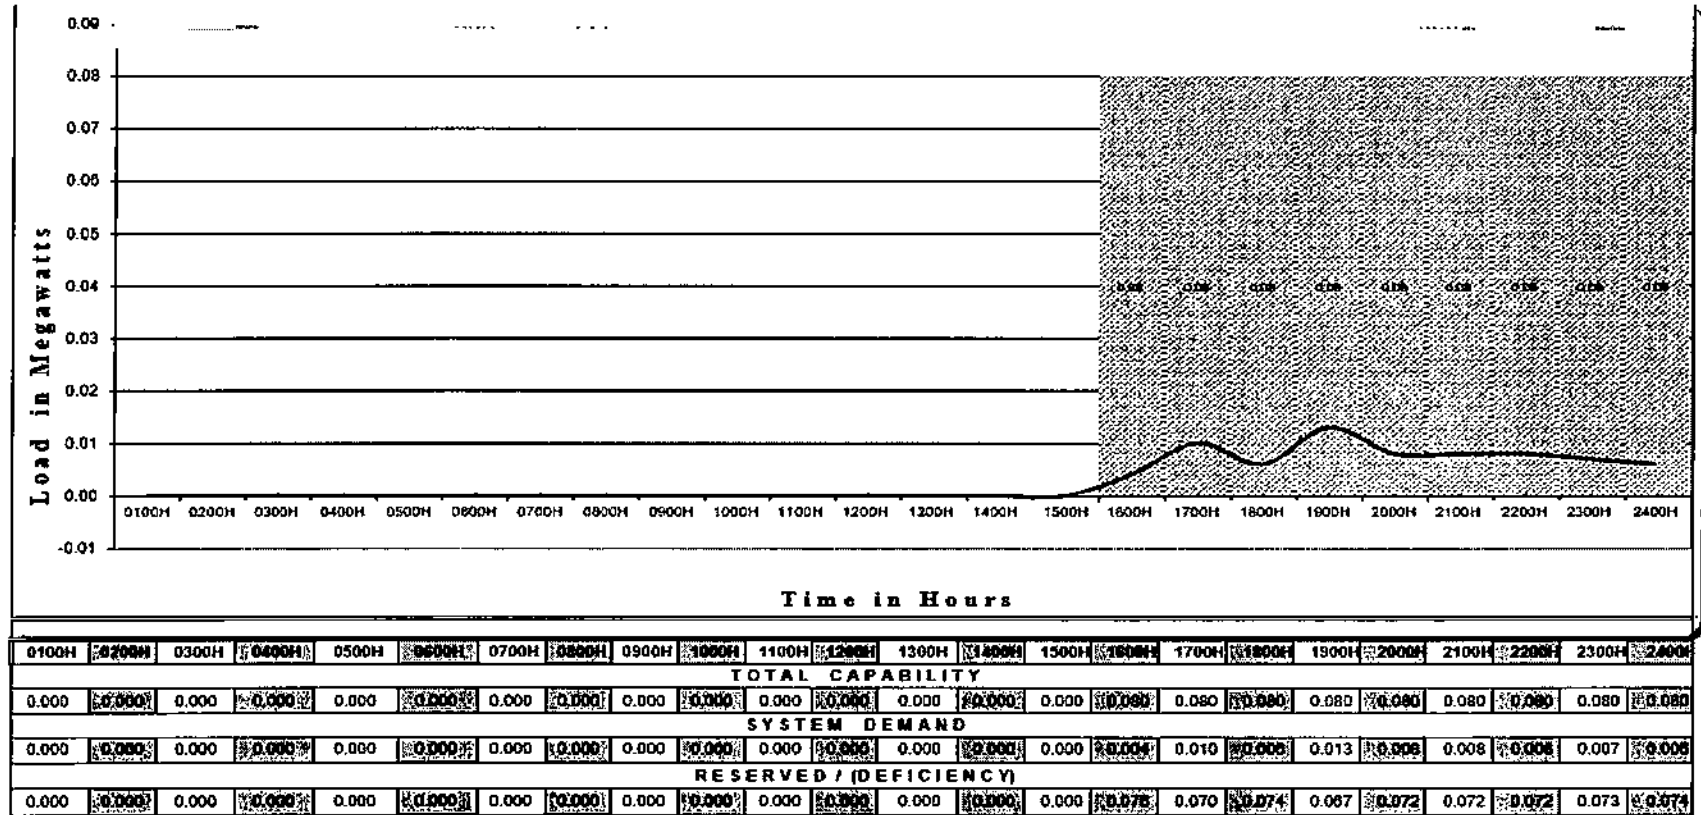 0.09
0.08
0.07
0.06
0.05
0.04
0.03
0.02
0.01
0.00
-0.01
Load in Megawatts
0100H 0200H 0300H 0400H 0500H 0600H 0700H 0800H 0900H 1000H 1100H 1200H 1300H 1400H 1500H 1600H 1700H 1800H 1900H 2000H 2100H 2200H 2300H 2400H
Time in Hours
0100H 0200H 0300H 0400H 0500H 0600H 0700H 0800H 0900H 1000H 1100H 1200H 1300H 1400H 1500H 1600H 1700H 1800H 1900H 2000H 2100H 2200H 2300H 2400H
TOTAL CAPABILITY
0.000 0.000 0.000 0.000 0.000 0.000 0.000 0.000 0.000 0.000 0.000 0.000 0.000 0.000 0.000 0.080 0.080 0.080 0.080 0.080 0.080 0.080 0.080 0.080
SYSTEM DEMAND
0.000 0.000 0.000 0.000 0.000 0.000 0.000 0.000 0.000 0.000 0.000 0.000 0.000 0.000 0.000 0.004 0.010 0.006 0.013 0.008 0.008 0.008 0.007 0.006
RESERVED / (DEFICIENCY)
0.000 0.000 0.000 0.000 0.000 0.000 0.000 0.000 0.000 0.000 0.000 0.000 0.000 0.000 0.000 0.076 0.070 0.074 0.067 0.072 0.072 0.072 0.073 0.074